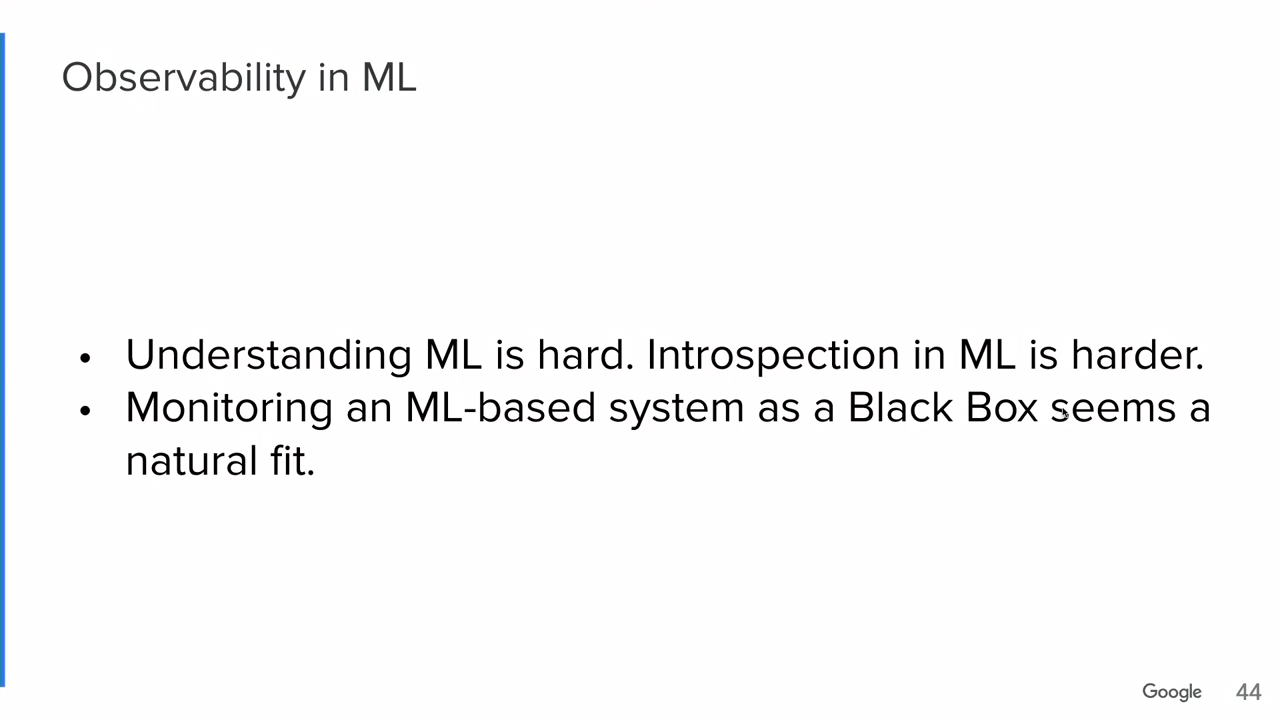 Observability in ML
• Understanding ML is hard. Introspection in ML is harder.
• Monitoring an ML-based system as a Black Box seems a
natural fit.
Google 44